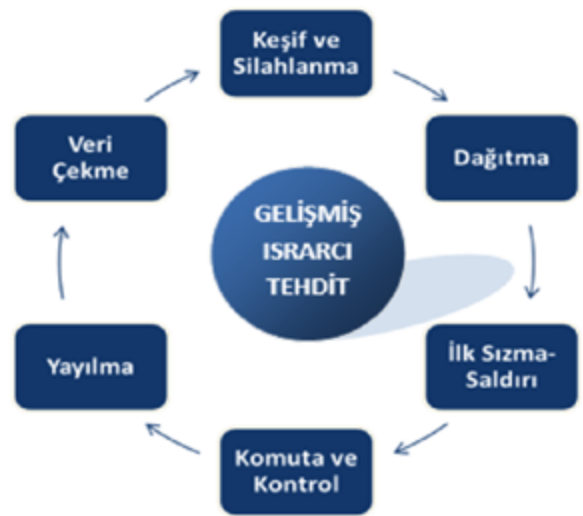 Keşif ve
Silahlanma
Dağıtma
İlk Sızma-
Saldırı
Komuta ve
Kontrol
Yayılma
Veri
Çekme
GELİŞMİŞ
ISRARCI
TEHDİT